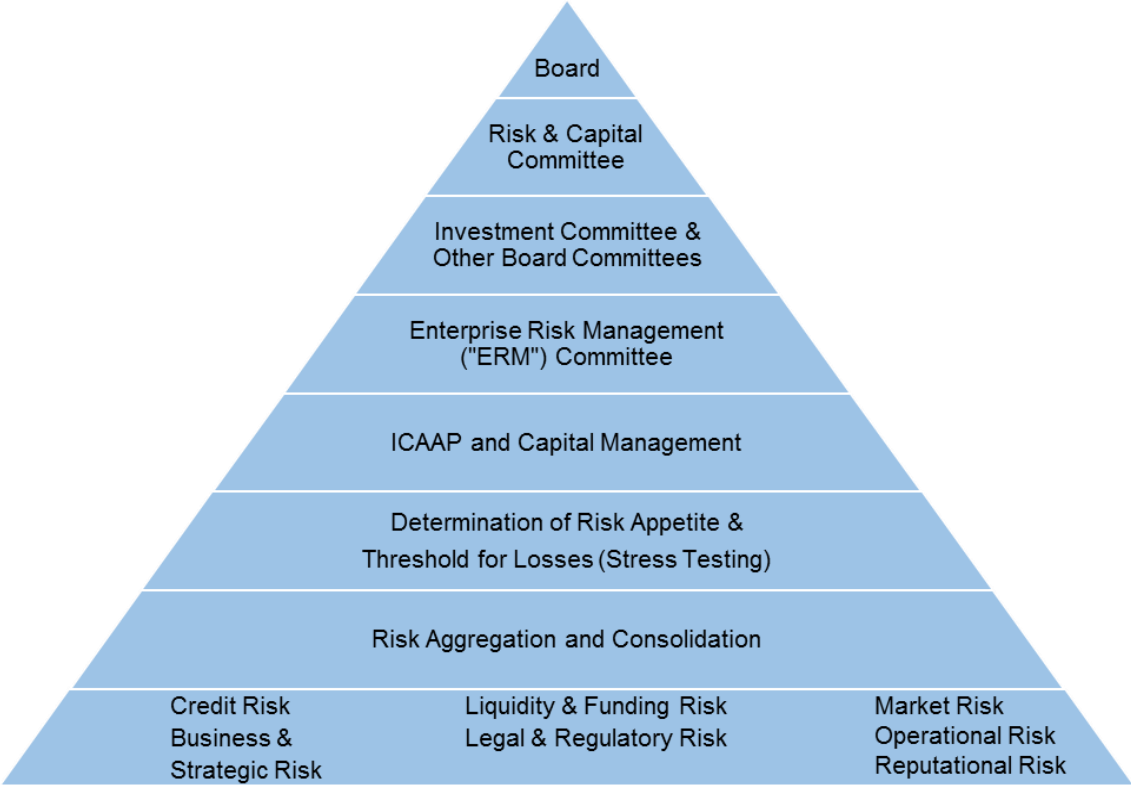 Board
Risk & Capital
Committee
Investment Committee &
Other Board Committees
Enterprise Risk Management
("ERM") Committee
ICAAP and Capital Management
Determination of Risk Appetite &
Threshold for Losses (Stress Testing)
Risk Aggregation and Consolidation
Credit Risk
Business &
Strategic Risk
Liquidity & Funding Risk
Legal & Regulatory Risk
Market Risk
Operational Risk
Reputational Risk